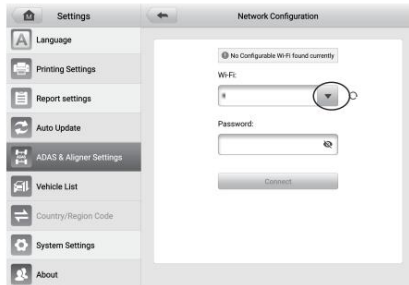 Settings
Network Configuration
Language
Printing Settings
Report settings
Auto Update
ADAS & Aligner Settings
Vehicle List
Country/Region Code
System Settings
About
No Configurable Wi-Fi found currently
Wi-Fi:
Password:
Connect